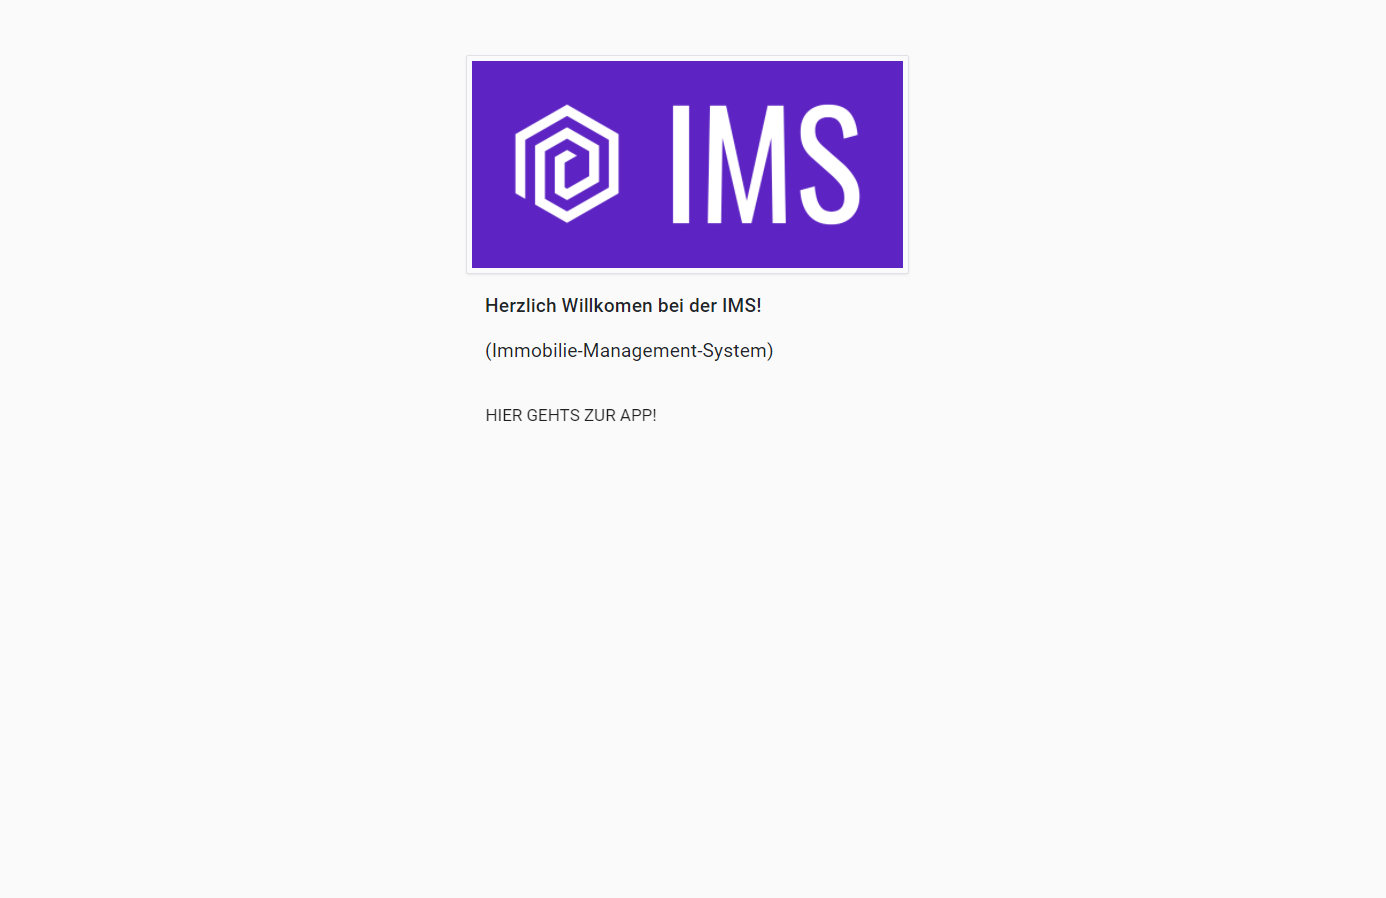 IMS
Herzlich Willkomen bei der IMS!
(Immobilie-Management-System)
HIER GEHTS ZUR APP!